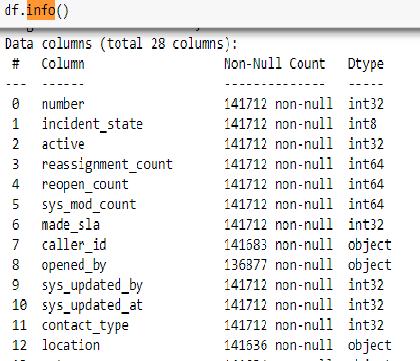 df.info()
Data columns (total 28 columns):
# Column Non-Null Count Dtype
--- ------ -------------- -----
0 number 141712 non-null int32
1 incident_state 141712 non-null int8
2 active 141712 non-null int32
3 reassignment_count 141712 non-null int64
4 reopen_count 141712 non-null int64
5 sys_mod_count 141712 non-null int64
6 made_sla 141712 non-null int32
7 caller_id 141683 non-null object
8 opened_by 136877 non-null object
9 sys_updated_by 141712 non-null int32
10 sys_updated_at 141712 non-null int32
11 contact_type 141712 non-null int32
12 location 141636 non-null object